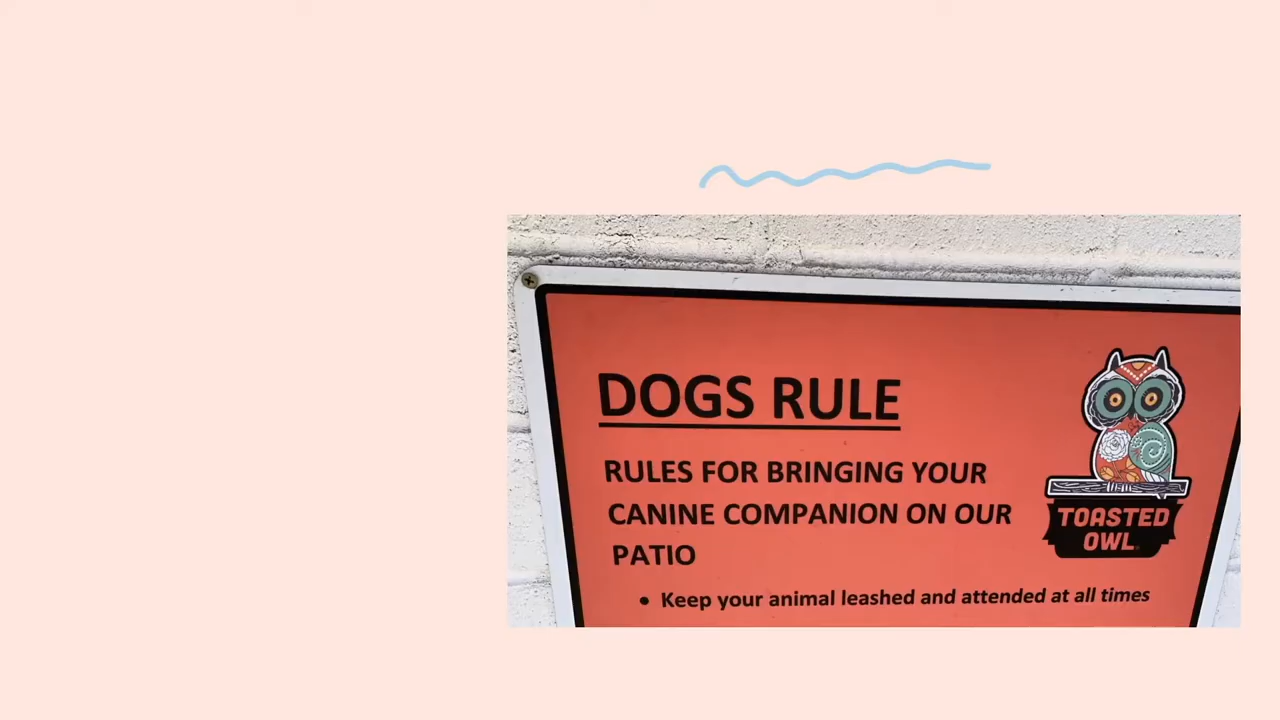 DOGS RULE
RULES FOR BRINGING YOUR
CANINE COMPANION ON OUR
PATIO
• Keep your animal leashed and attended at all times
TOASTED
OWL